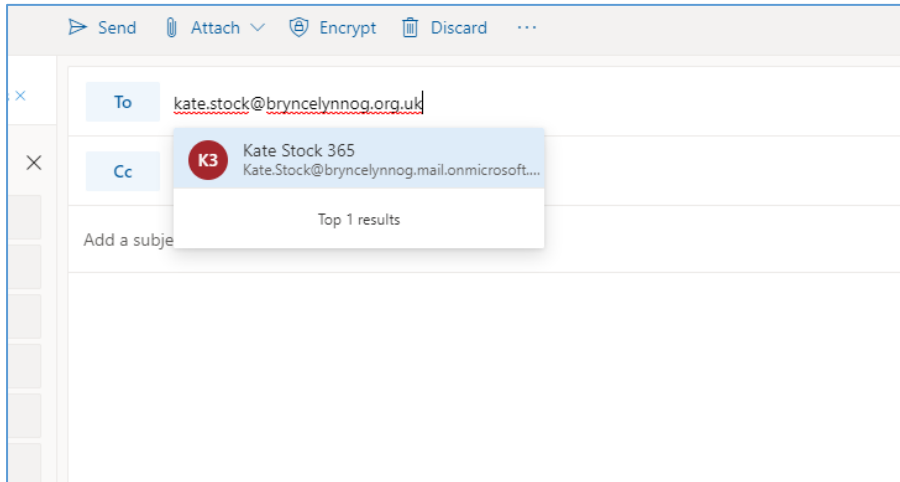 Send Attach Encrypt Discard ...
To kate.stock@bryncelynnog.org.uk
K3 Kate Stock 365
Kate.Stock@bryncelynnog.mail.onmicrosoft....
Cc
Top 1 results
Add a subje